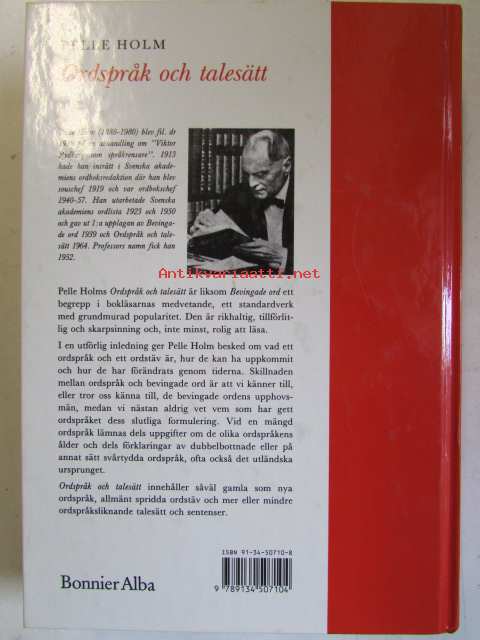 PELLE HOLM
Ordspråk och talesätt
Holm (1888-1980) blev fil. dr
avhandling om "Viktor
som språkrensare". 1913
hade han inträtt i Svenska akade-
miens ordboksredaktion där han blev
souschef 1919 och var ordbokschef
1940-57. Han utarbetade Svenska
akademiens ordlista 1923 och 1950
och gav ut 1:a upplagan av Bevinga-
de ord 1939 och Ordspråk och tale-
sätt 1964. Professors namn fick han
1952.
Antikvariaatti.net
Pelle Holms Ordspråk och talesätt är liksom Bevingade ord ett
begrepp i bokläsarnas medvetande, ett standardverk
med grundmurad popularitet. Den är rikhaltig, tillförlit-
lig och skarpsinning och, inte minst, rolig att läsa.
I en utförlig inledning ger Pelle Holm besked om vad ett
ordspråk och ett ordstäv är, hur de kan ha uppkommit
och hur de har förändrats genom tiderna. Skillnaden
mellan ordspråk och bevingade ord är att vi känner till,
eller tror oss känna till, de bevingade ordens upphovs-
män, medan vi nästan aldrig vet vem som har gett
ordspråket dess slutliga formulering. Vid en mängd
ordspråk lämnas dels uppgifter om de olika ordspråkens
ålder och dels förklaringar av dubbelbottnade eller på
annat sätt svårtydda ordspråk, ofta också det utländska
ursprunget.
Ordspråk och talesätt innehåller såväl gamla som nya
ordspråk, allmänt spridda ordstäv och mer eller mindre
ordspråksliknande talesätt och sentenser.
ISBN 91-34-50710-8
9 789134 507104
Bonnier Alba